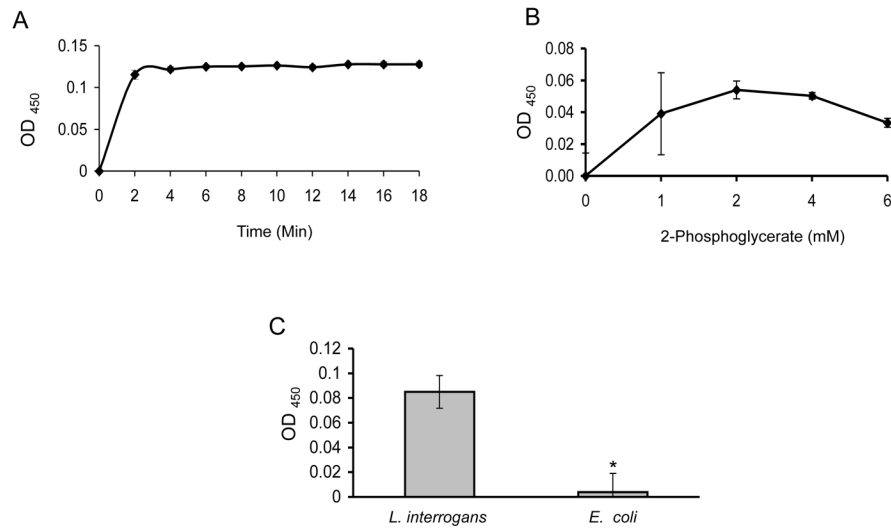 A
0.15
0.1
0.05
0
OD 450
0 2 4 6 8 10 12 14 16 18
Time (Min)
B
0.08
0.06
0.04
0.02
0.00
OD 450
0 1 2 4 6
2-Phosphoglycerate (mM)
C
0.12
0.1
0.08
0.06
0.04
0.02
0
OD 450
*
L. interrogans E. coli